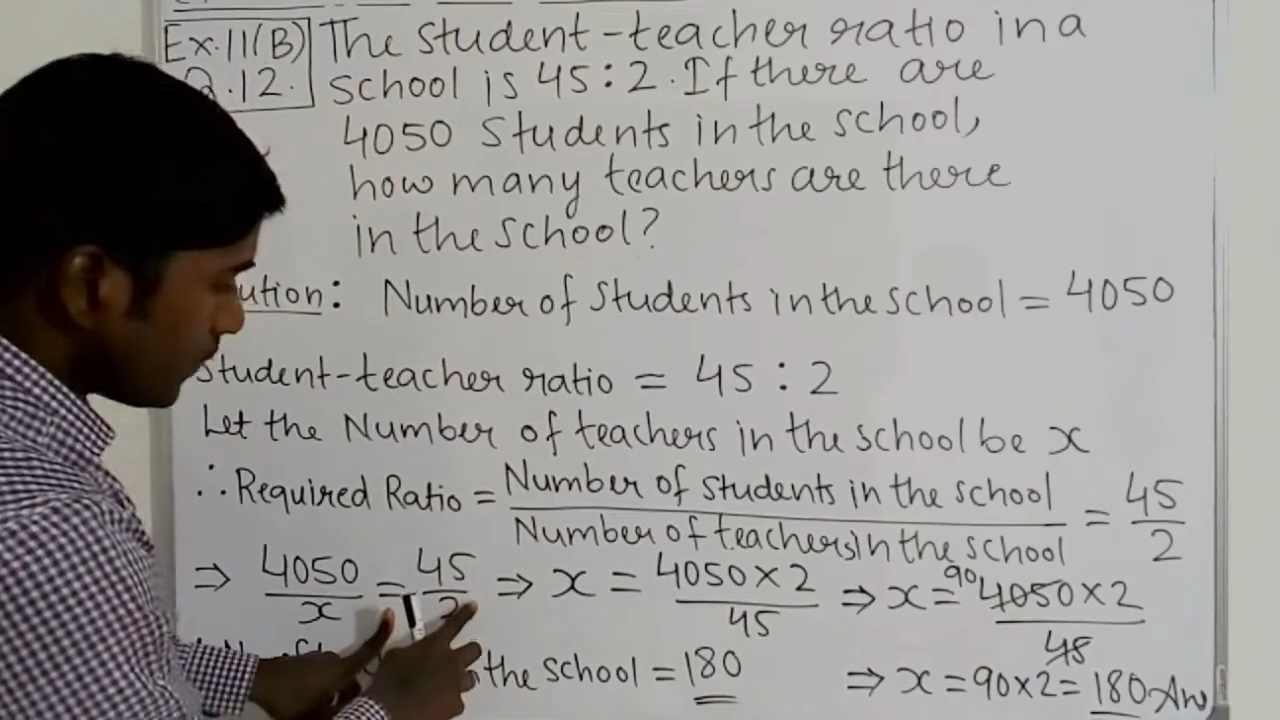 Ex.11(B) The student-teacher ratio in a
.12. school is 45:2. If there are
4050 students in the school,
how many teachers are there
in the school?
ution: Number of students in the school = 4050
Student-teacher ratio = 45 : 2
Let the Number of teachers in the school be x
∴ Required Ratio = Number of students in the school / Number of teachers in the school = 45/2
⇒ 4050/x = 45/2 ⇒ x = 4050×2/45 ⇒ x = 90 4050×2/45
the school = 180 ⇒ x = 90×2 = 180 Ans